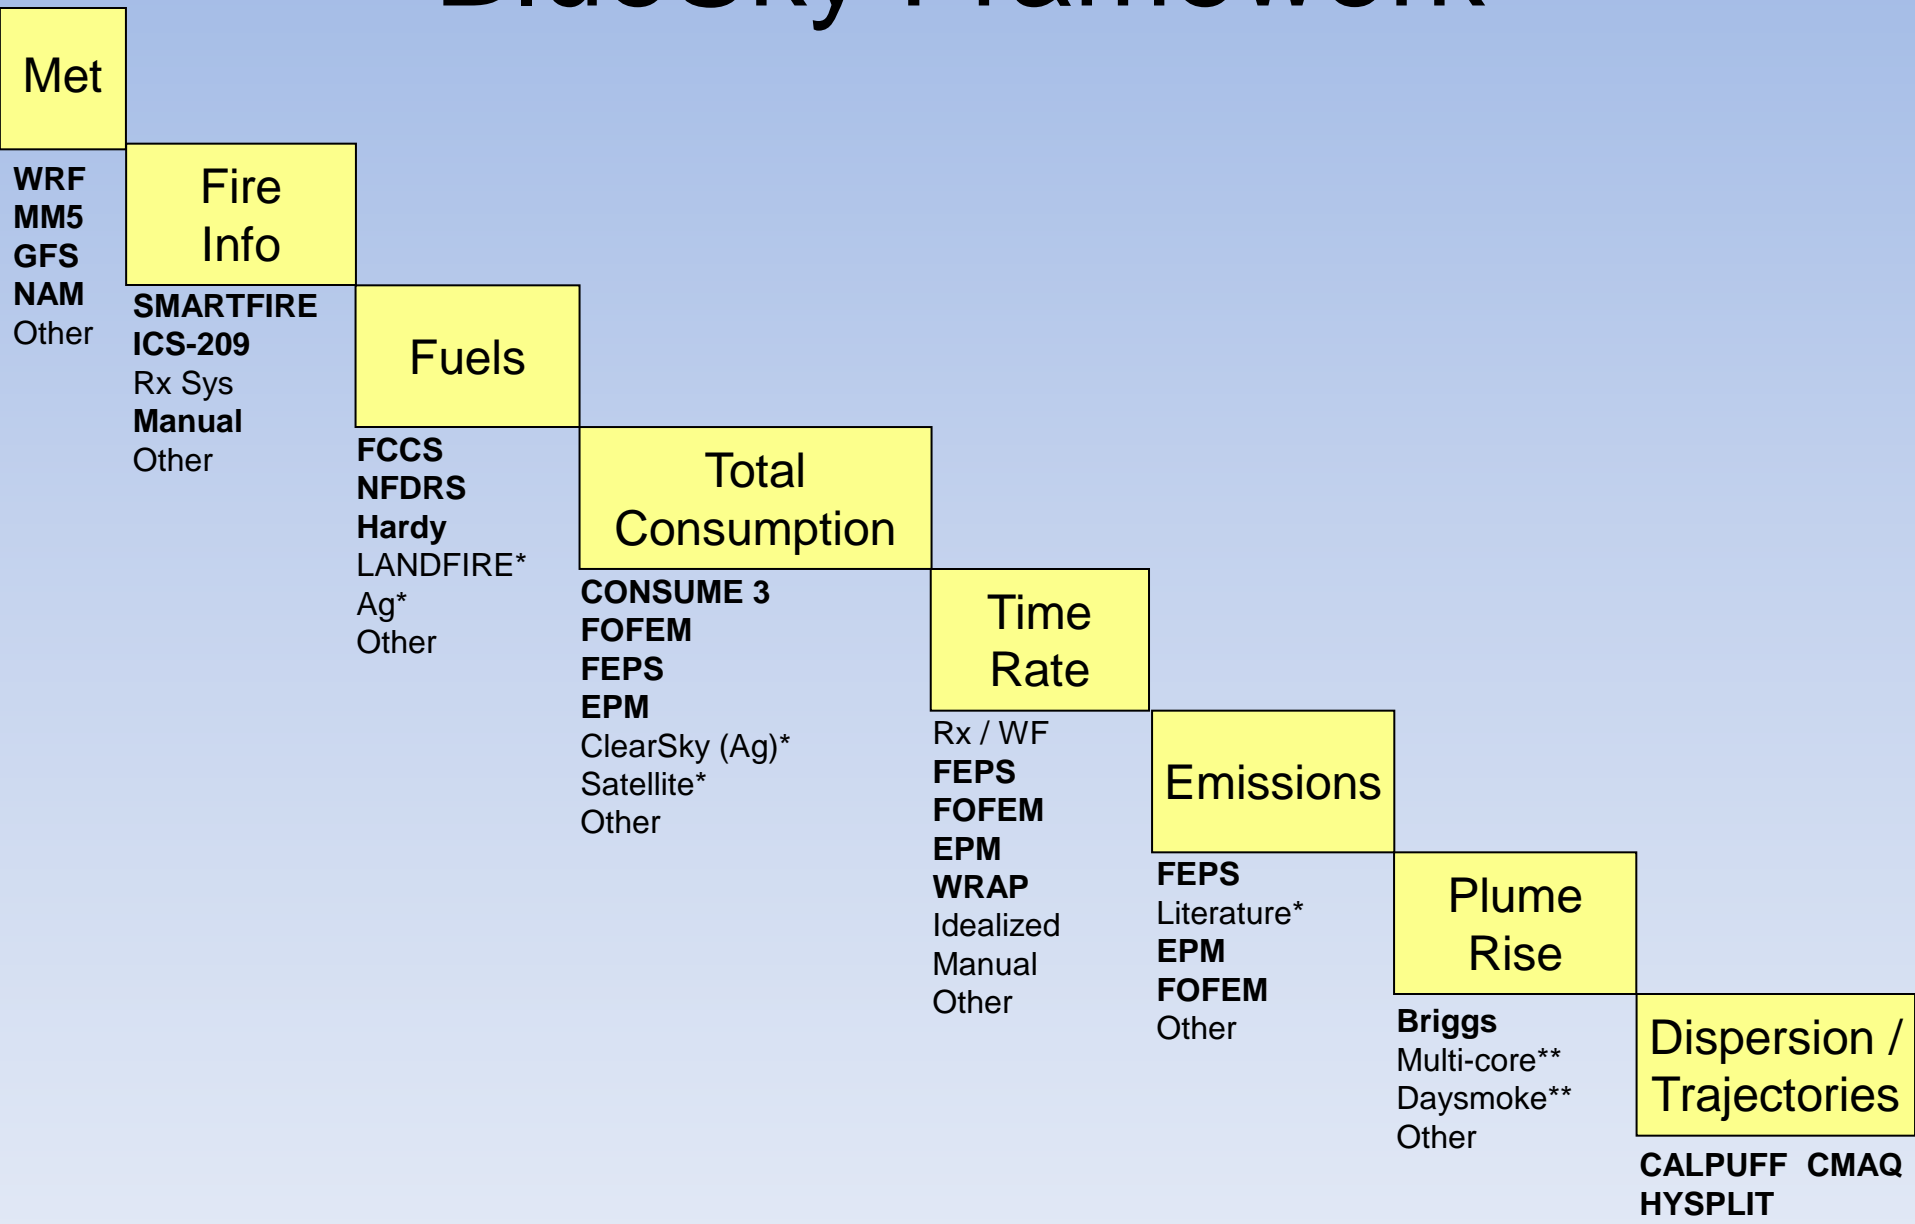 BlueSky Framework
Met
WRF
MM5
GFS
NAM
Other
Fire
Info
SMARTFIRE
ICS-209
Rx Sys
Manual
Other
Fuels
FCCS
NFDRS
Hardy
LANDFIRE*
Ag*
Other
Total
Consumption
CONSUME 3
FOFEM
FEPS
EPM
ClearSky (Ag)*
Satellite*
Other
Time
Rate
Rx / WF
FEPS
FOFEM
EPM
WRAP
Idealized
Manual
Other
Emissions
FEPS
Literature*
EPM
FOFEM
Other
Plume
Rise
Briggs
Multi-core**
Daysmoke**
Other
Dispersion /
Trajectories
CALPUFF CMAQ
HYSPLIT